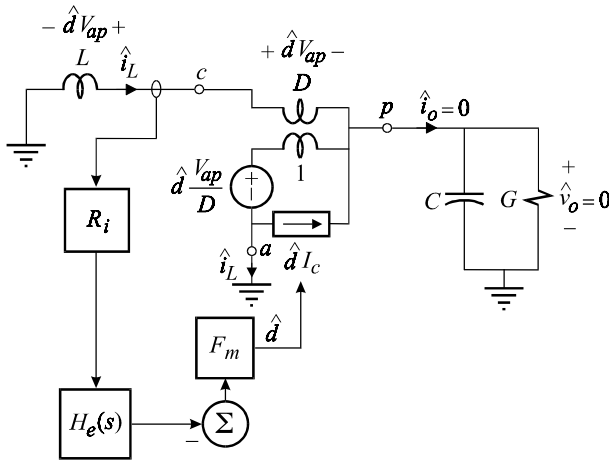 − d̂V_ap +
L
î_L
c
+ d̂V_ap −
D
p
î_o = 0
d̂ V_ap/D
+
−
1
C
G
+
v̂_o = 0
−
R_i
a
î_L
d̂ I_c
F_m
d̂
H_e(s)
−
Σ